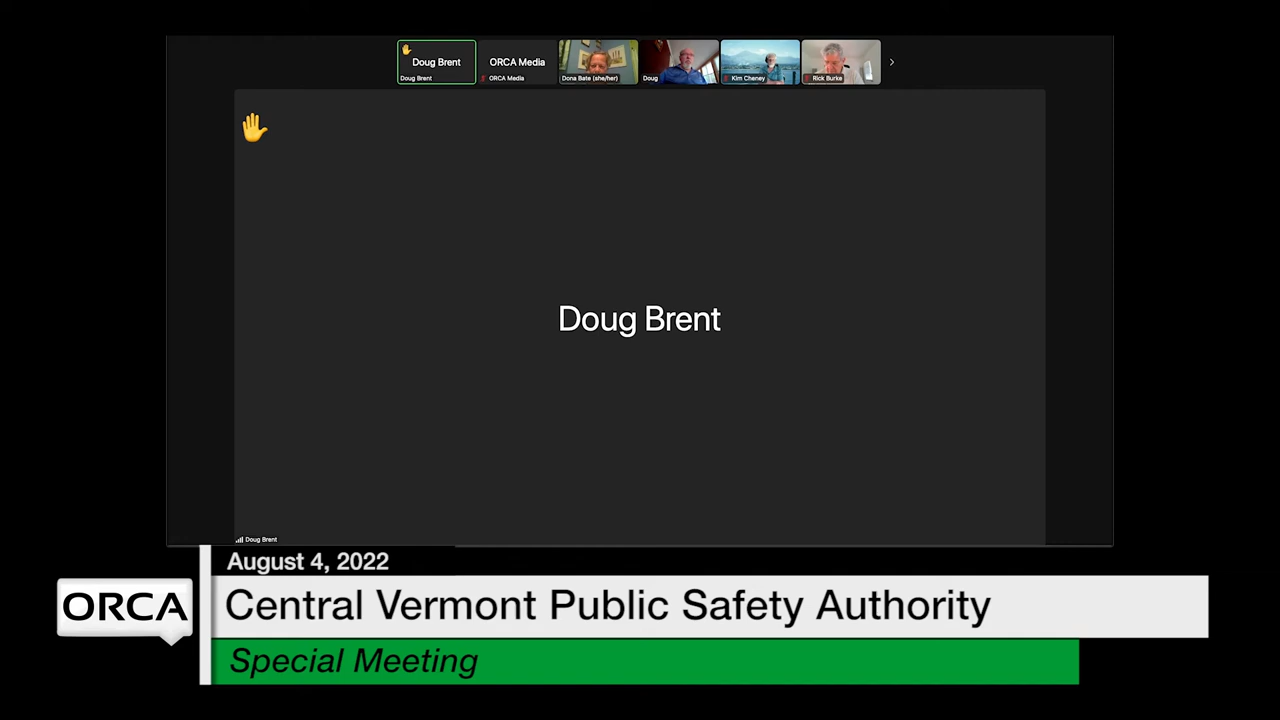 Doug Brent
Doug Brent
ORCA Media
ORCA Media
Dona Bate (she/her)
Doug
Kim Cheney
Rick Burke
Doug Brent
Doug Brent
August 4, 2022
ORCA
Central Vermont Public Safety Authority
Special Meeting